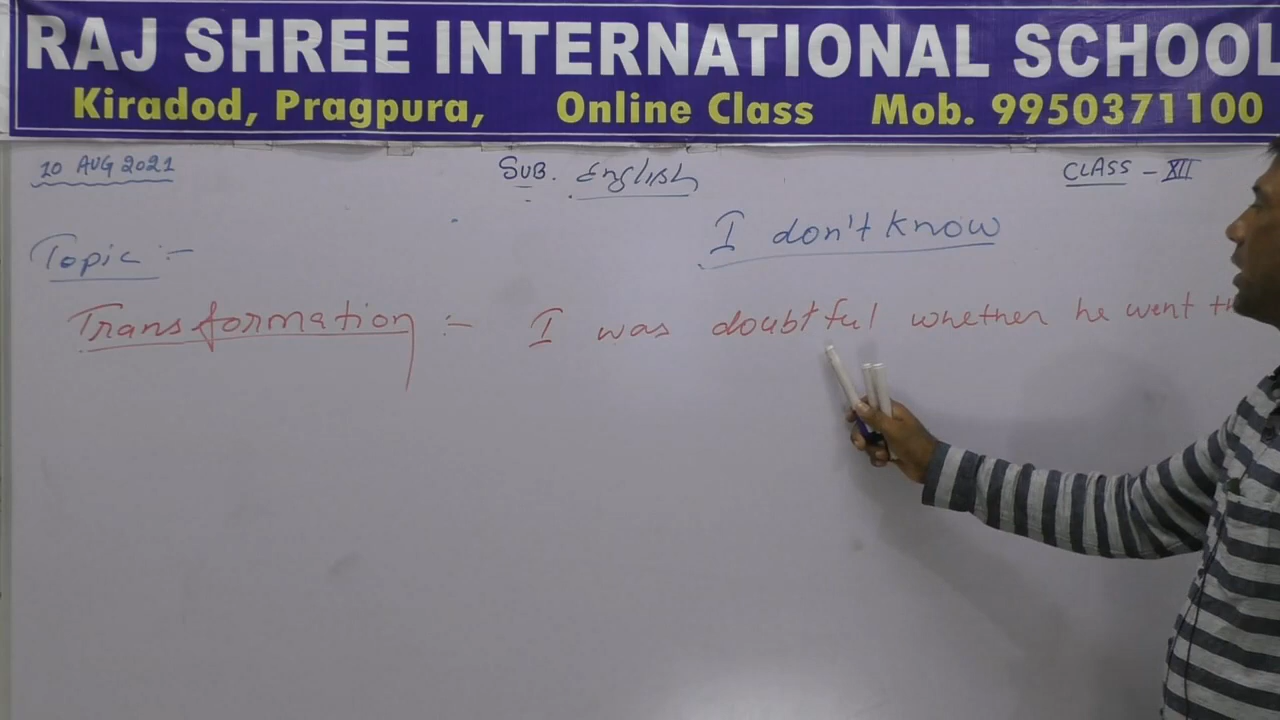 RAJ SHREE INTERNATIONAL SCHOOL
Kiradod, Pragpura, Online Class Mob. 9950371100
10 AUG 2021 SUB. English CLASS - XII
I don't know
Topic :-
Transformation :- I was doubtful whether he went